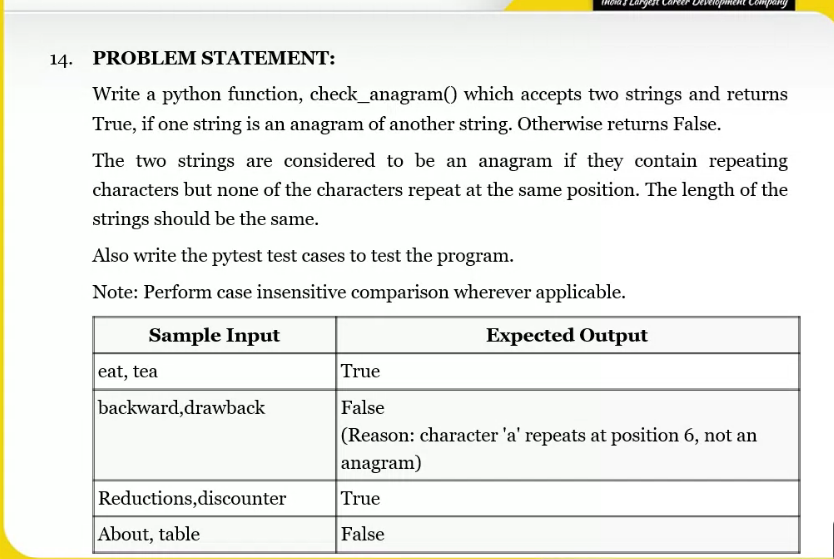 India's Largest Career Development Company
14. PROBLEM STATEMENT:
Write a python function, check_anagram() which accepts two strings and returns
True, if one string is an anagram of another string. Otherwise returns False.
The two strings are considered to be an anagram if they contain repeating
characters but none of the characters repeat at the same position. The length of the
strings should be the same.
Also write the pytest test cases to test the program.
Note: Perform case insensitive comparison wherever applicable.
Sample Input Expected Output
eat, tea True
backward,drawback False
(Reason: character 'a' repeats at position 6, not an
anagram)
Reductions,discounter True
About, table False